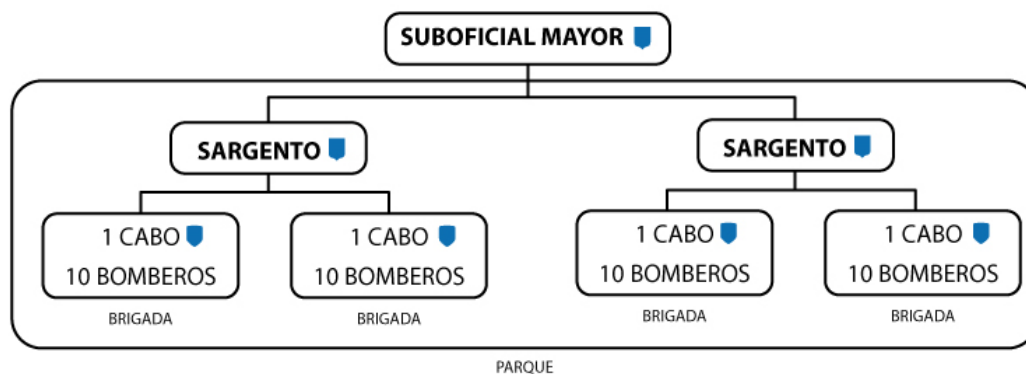 SUBOFICIAL MAYOR
SARGENTO
SARGENTO
1 CABO
10 BOMBEROS
BRIGADA
1 CABO
10 BOMBEROS
BRIGADA
1 CABO
10 BOMBEROS
BRIGADA
1 CABO
10 BOMBEROS
BRIGADA
PARQUE